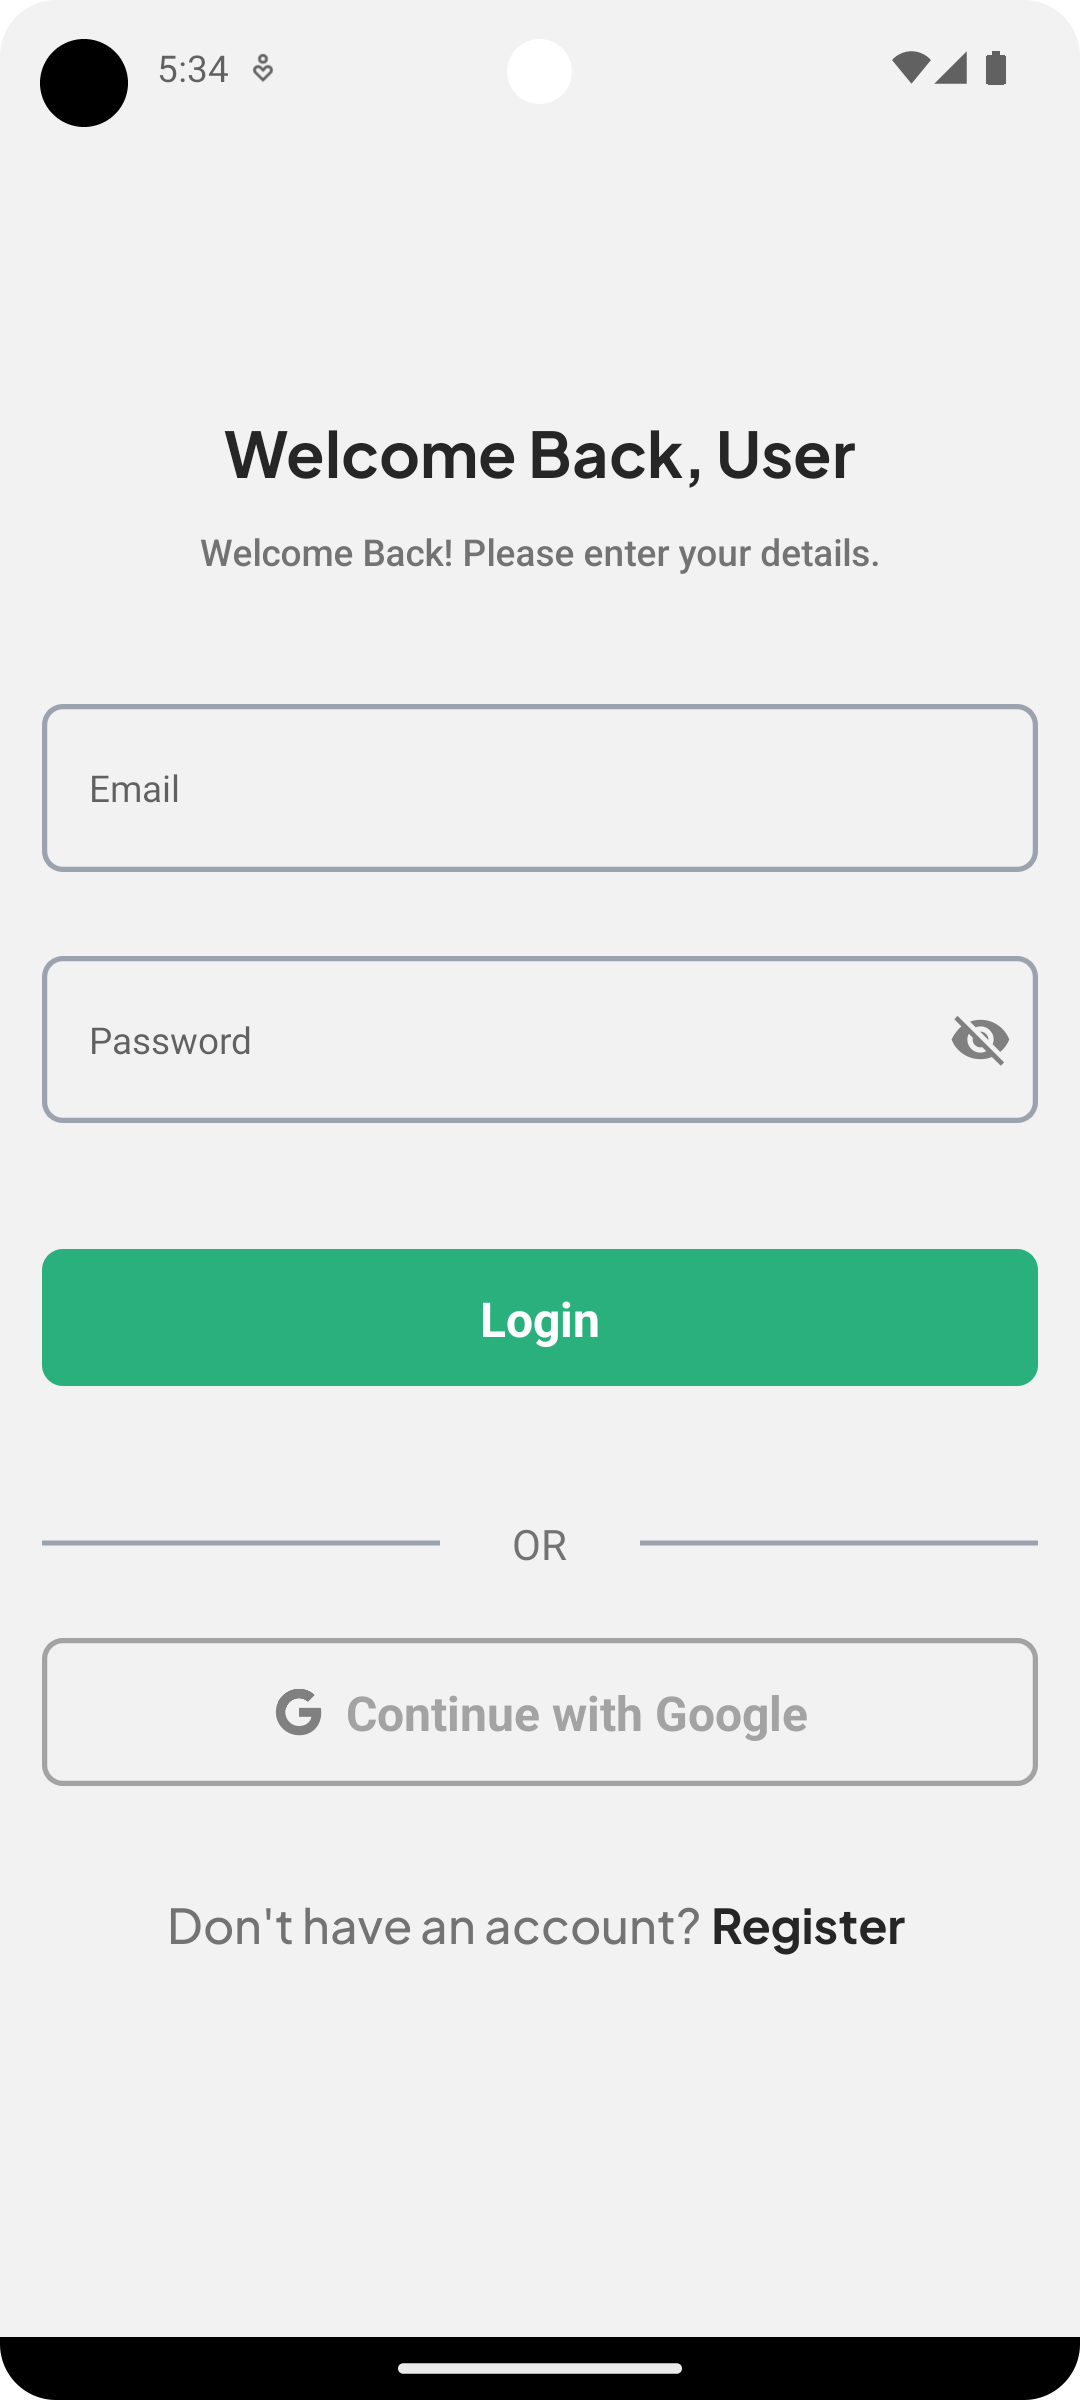 5:34
Welcome Back, User
Welcome Back! Please enter your details.
Email
Password
Login
OR
Continue with Google
Don't have an account? Register